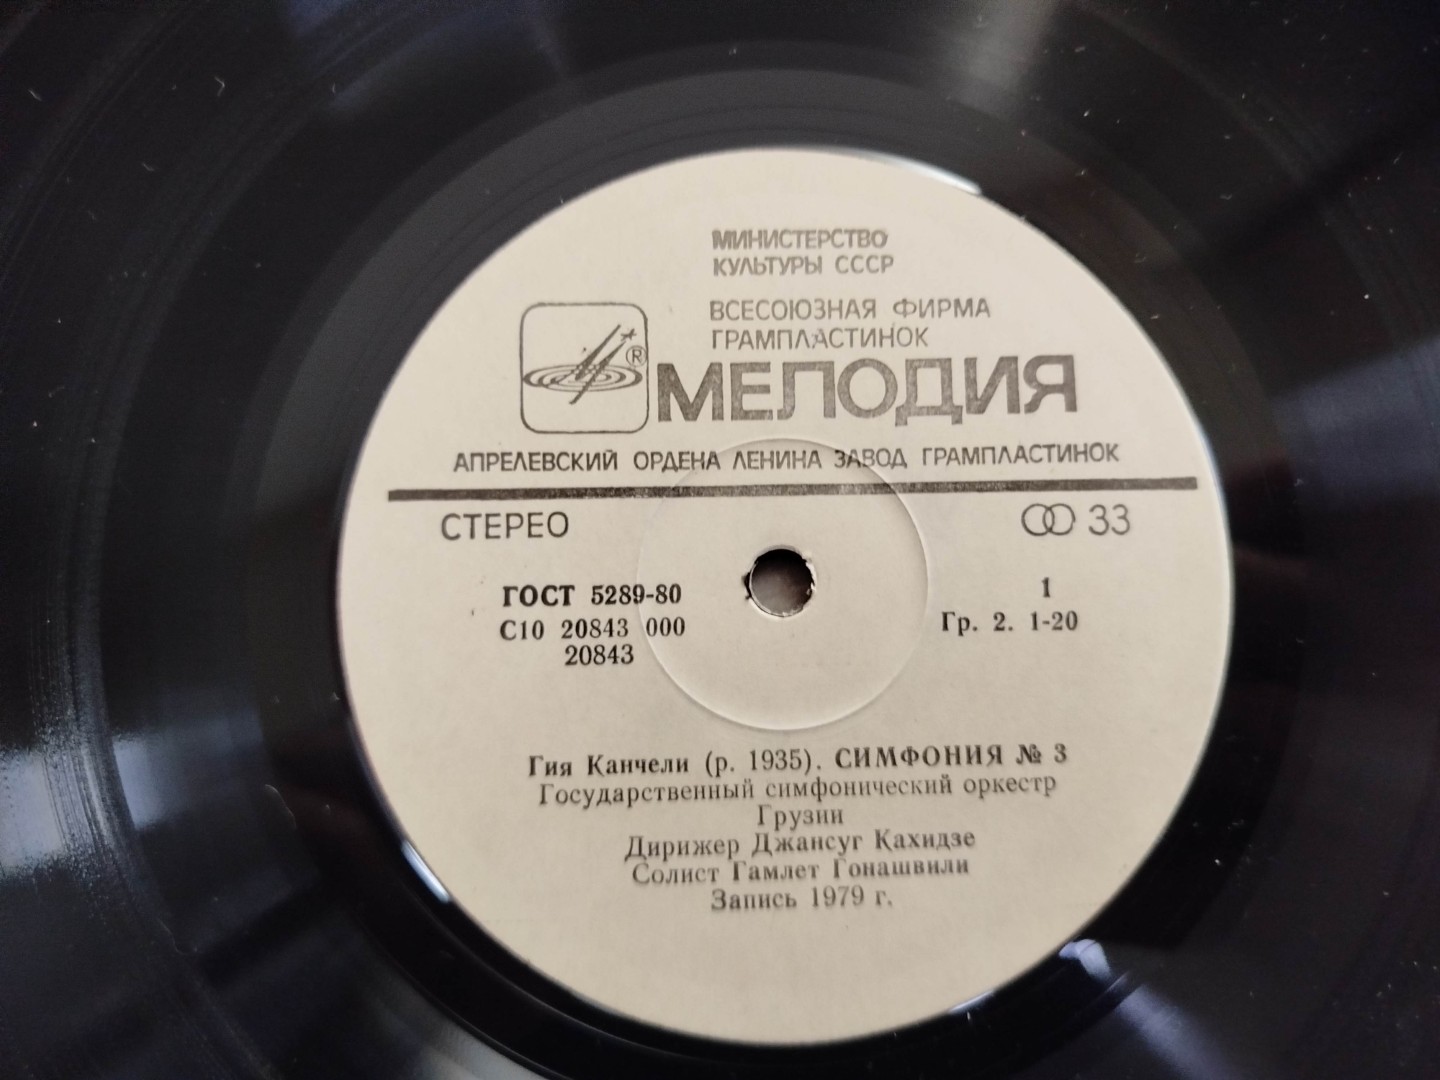 МИНИСТЕРСТВО
КУЛЬТУРЫ СССР
ВСЕСОЮЗНАЯ ФИРМА
ГРАМПЛАСТИНОК
®
МЕЛОДИЯ
АПРЕЛЕВСКИЙ ОРДЕНА ЛЕНИНА ЗАВОД ГРАМПЛАСТИНОК
СТЕРЕО
33
ГОСТ 5289-80
1
С10 20843 000
Гр. 2. 1-20
20843
Гия Канчели (р. 1935). СИМФОНИЯ № 3
Государственный симфонический оркестр
Грузии
Дирижер Джансуг Кахидзе
Солист Гамлет Гонашвили
Запись 1979 г.